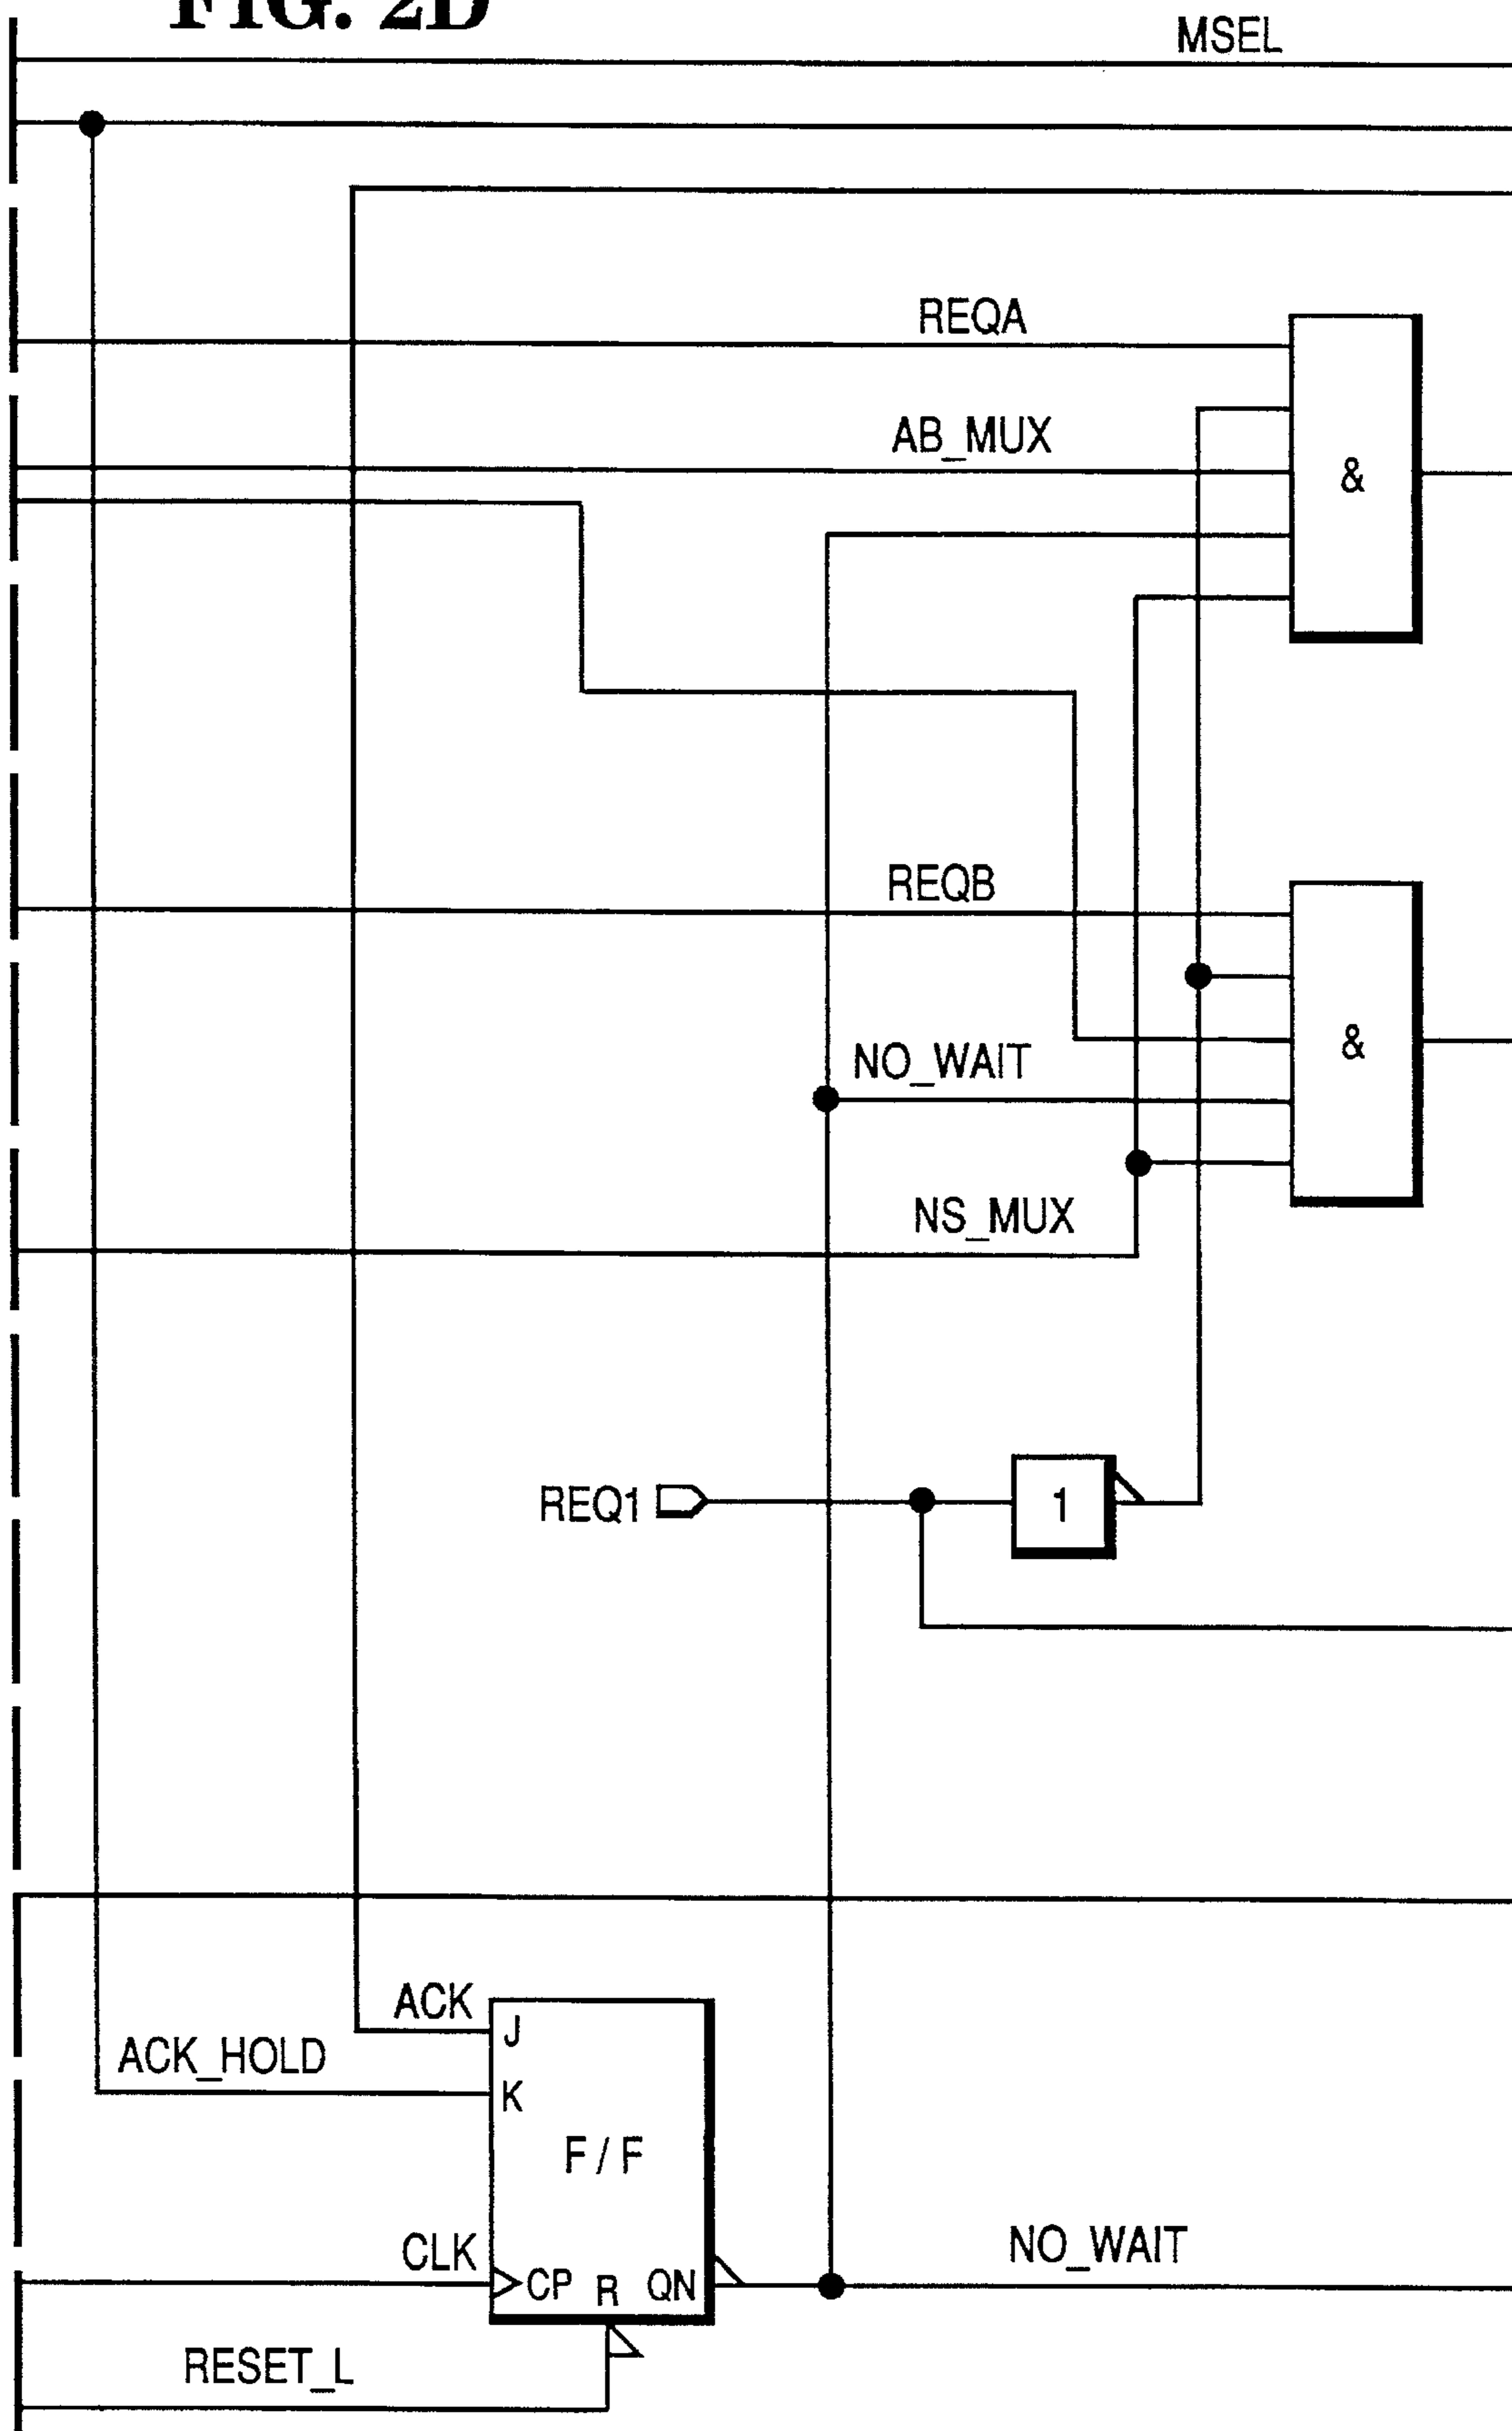 FIG. 2D
MSEL
REQA
AB_MUX
&
REQB
NO_WAIT
&
NS_MUX
REQ1
1
ACK
J
ACK_HOLD
K
F / F
CLK
CP R QN
NO_WAIT
RESET_L